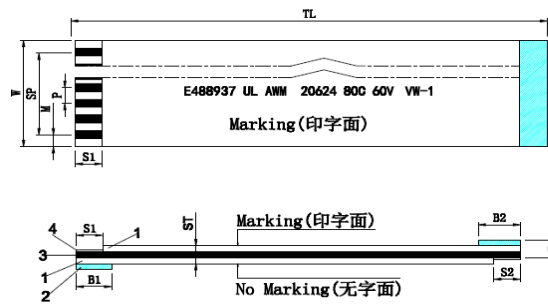 TL
W
SP
P
M
E488937 UL AWM 20624 80C 60V VW-1
Marking(印字面)
S1
S1
4
1
ST
Marking(印字面)
B2
3
1
2
B1
No Marking(无字面)
S2